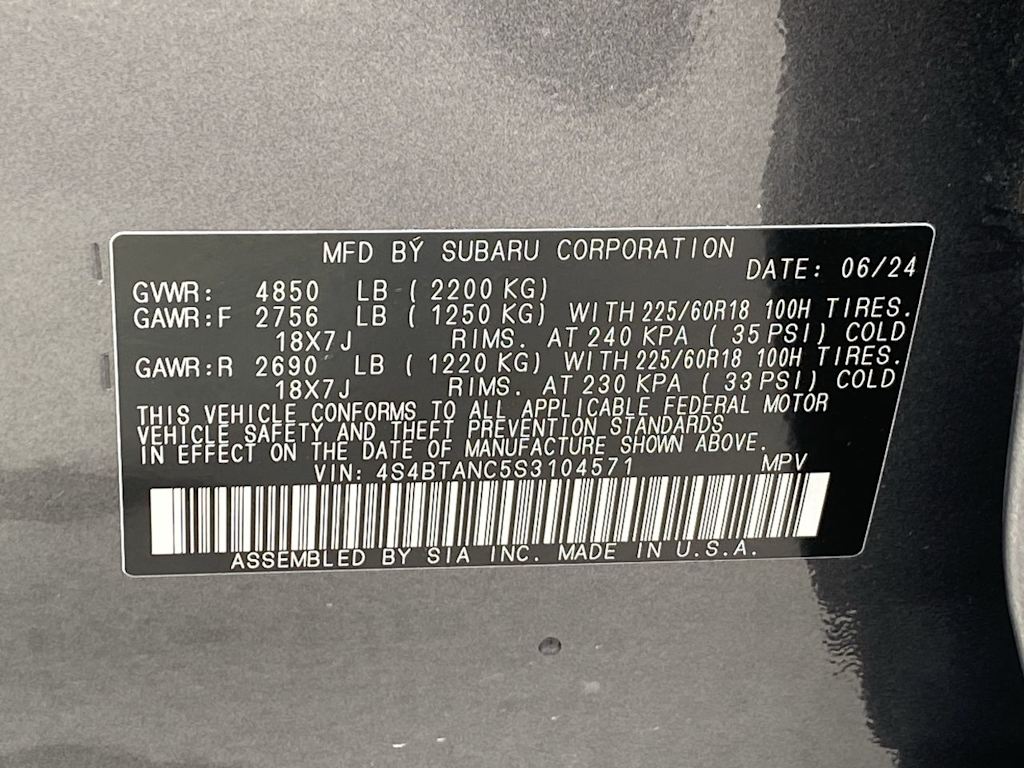 MFD BY SUBARU CORPORATION
DATE: 06/24
GVWR: 4850 LB ( 2200 KG)
GAWR:F 2756 LB ( 1250 KG) WITH 225/60R18 100H TIRES.
18X7J RIMS. AT 240 KPA ( 35 PSI) COLD
GAWR:R 2690 LB ( 1220 KG) WITH 225/60R18 100H TIRES.
18X7J RIMS. AT 230 KPA ( 33 PSI) COLD
THIS VEHICLE CONFORMS TO ALL APPLICABLE FEDERAL MOTOR
VEHICLE SAFETY AND THEFT PREVENTION STANDARDS
IN EFFECT ON THE DATE OF MANUFACTURE SHOWN ABOVE.
VIN: 4S4BTANC5S3104571 MPV
ASSEMBLED BY SIA INC. MADE IN U.S.A.